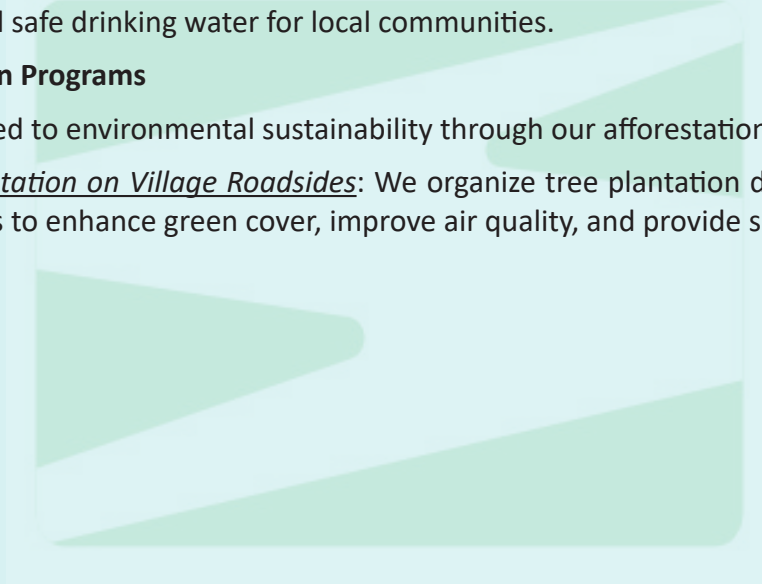 safe drinking water for local communities.
n Programs
ed to environmental sustainability through our afforestation
tation on Village Roadsides: We organize tree plantation d
s to enhance green cover, improve air quality, and provide s